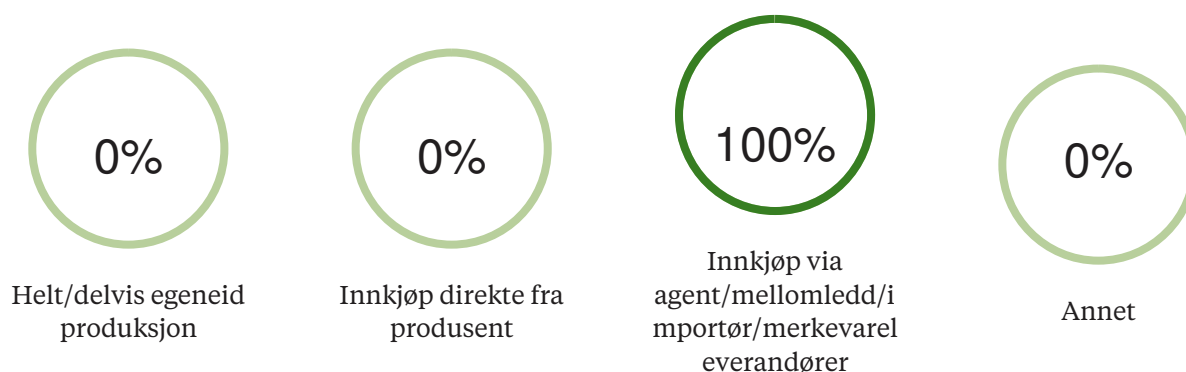 0%
Helt/delvis egeneid
produksjon
0%
Innkjøp direkte fra
produsent
100%
Innkjøp via
agent/mellomledd/i
mportør/merkevarel
everandører
0%
Annet